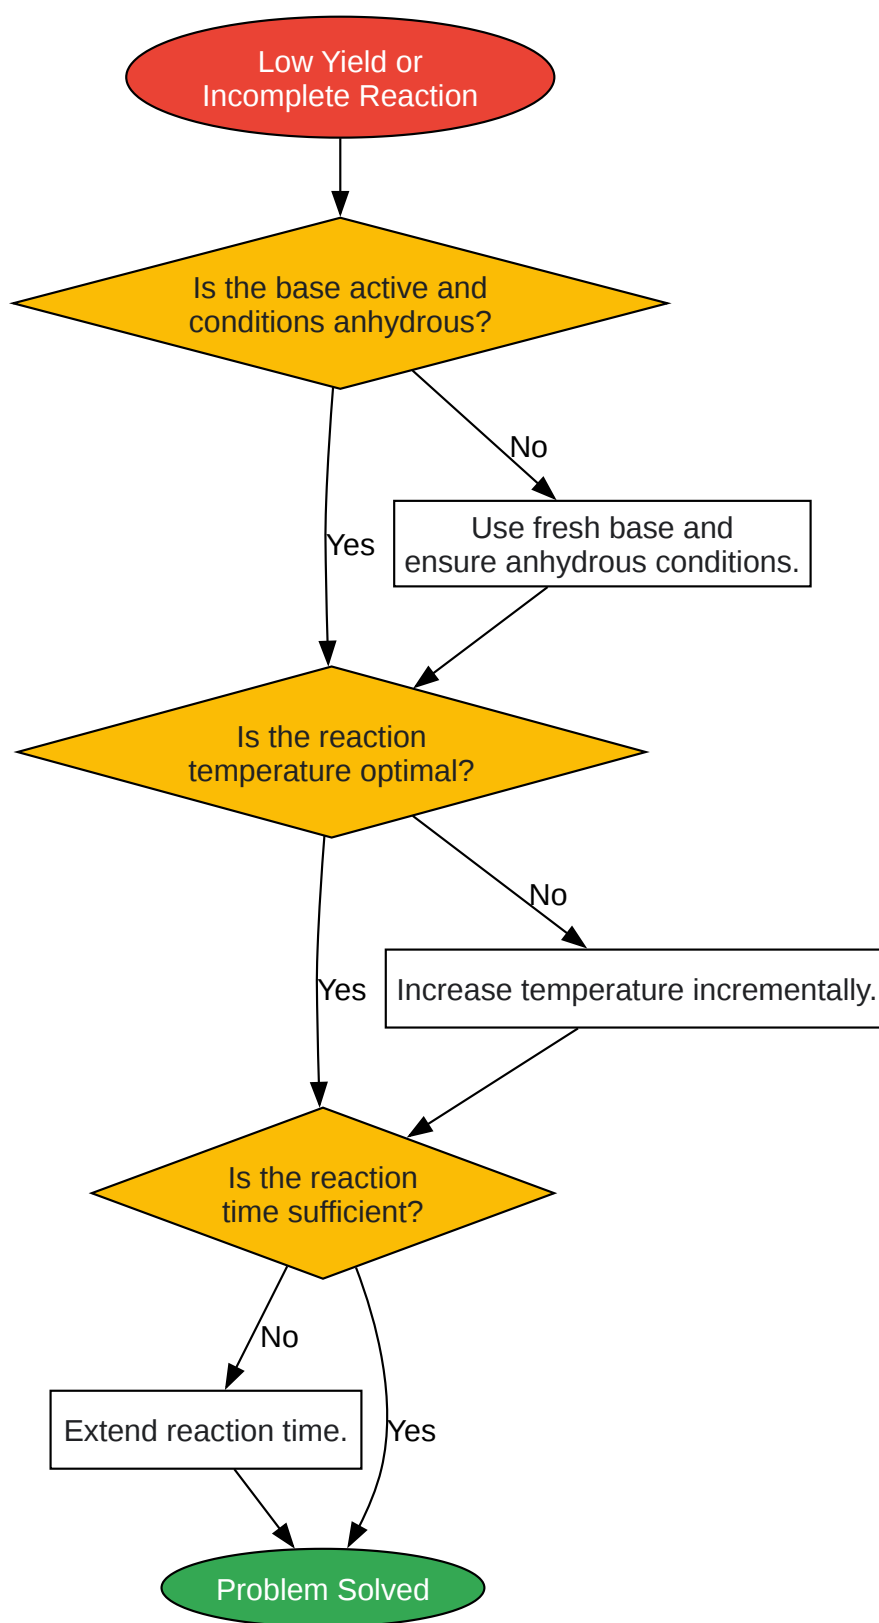 Low Yield or
Incomplete Reaction
Is the base active and
conditions anhydrous?
No
Use fresh base and
ensure anhydrous conditions.
Yes
Is the reaction
temperature optimal?
No
Increase temperature incrementally.
Yes
Is the reaction
time sufficient?
No
Extend reaction time.
Yes
Problem Solved